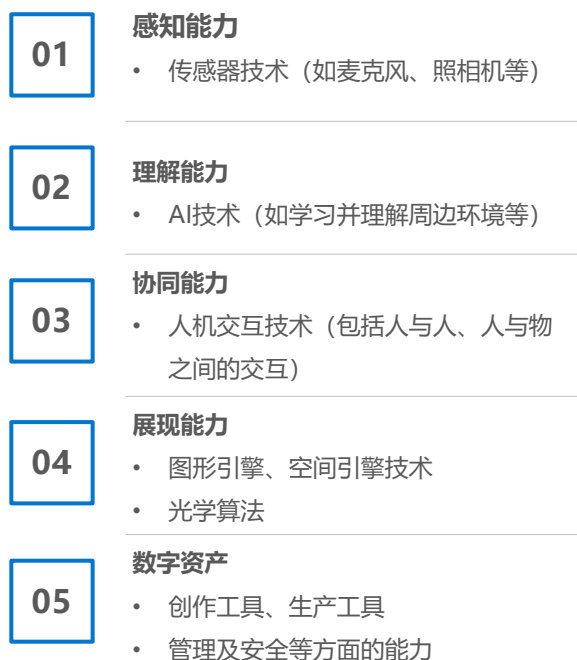 01
感知能力
• 传感器技术（如麦克风、照相机等）
02
理解能力
• AI技术（如学习并理解周边环境等）
03
协同能力
• 人机交互技术（包括人与人、人与物
之间的交互）
04
展现能力
• 图形引擎、空间引擎技术
• 光学算法
05
数字资产
• 创作工具、生产工具
• 管理及安全等方面的能力